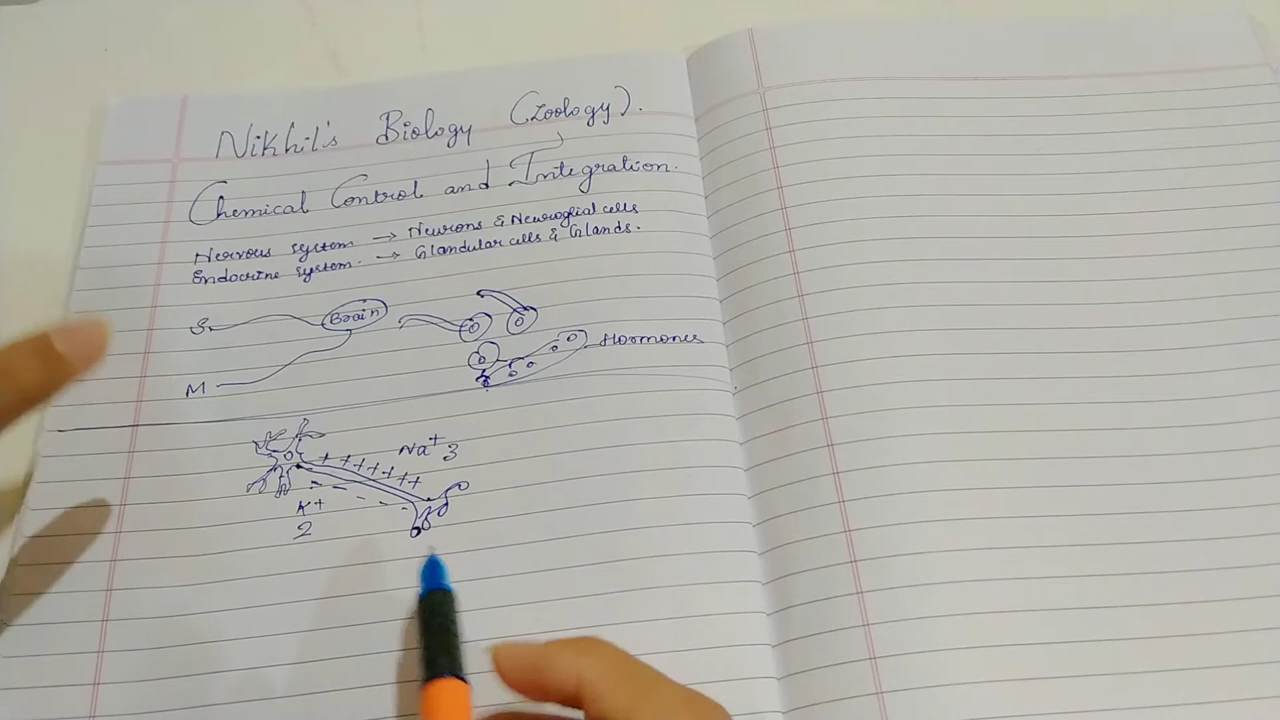 Nikhil's Biology (Zoology).
Chemical Control and Integration.
Nervous system → Neurons & Neuroglial cells
Endocrine system. → Glandular cells & Glands.
S Brain
Hormones
M
Na+ 3
+ + + + + + +
K+
2